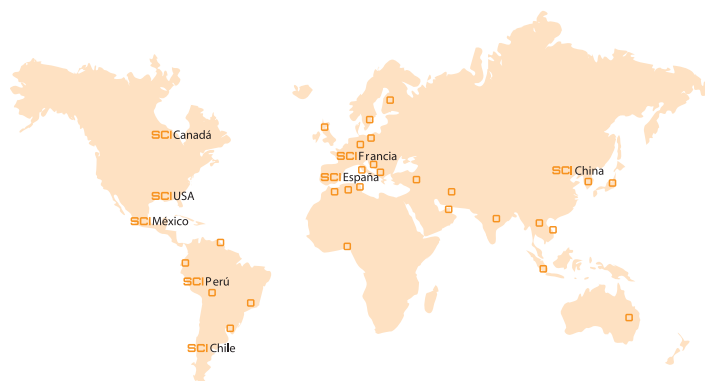 SCI Canadá
SCI Francia
SCI China
SCI España
SCI USA
SCI México
SCI Perú
SCI Chile